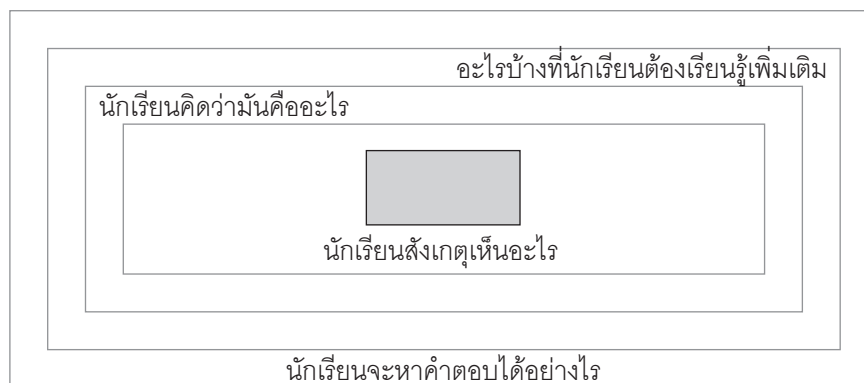 อะไรบ้างที่นักเรียนต้องเรียนรู้เพิ่มเติม
นักเรียนคิดว่ามันคืออะไร
นักเรียนสังเกตุเห็นอะไร
นักเรียนจะหาคำตอบได้อย่างไร